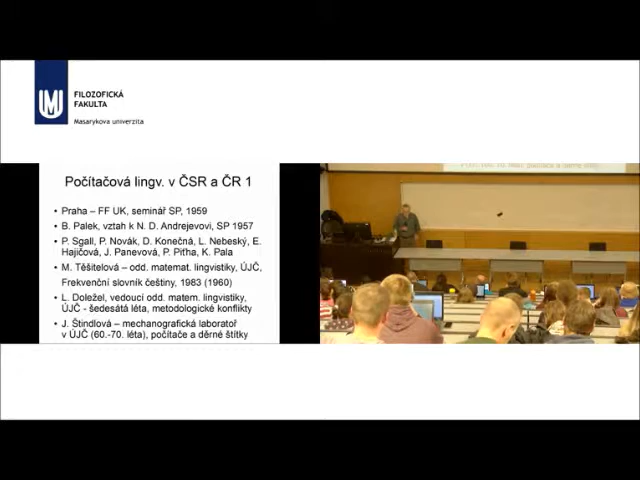 FILOZOFICKÁ
FAKULTA
Masarykova univerzita
Počítačová lingv. v ČSR a ČR 1
• Praha – FF UK, seminář SP, 1959
• B. Palek, vztah k N. D. Andrejevovi, SP 1957
• P. Sgall, P. Novák, D. Konečná, L. Nebeský, E.
Hajičová, J. Panevová, P. Piťha, K. Pala
• M. Těšitelová – odd. matemat. lingvistiky, ÚJČ,
Frekvenční slovník češtiny, 1983 (1960)
• L. Doležel, vedoucí odd. matem. lingvistiky,
ÚJČ - šedesátá léta, metodologické konflikty
• J. Štindlová – mechanografická laboratoř
v ÚJČ (60.-70. léta), počítače a děrné štítky